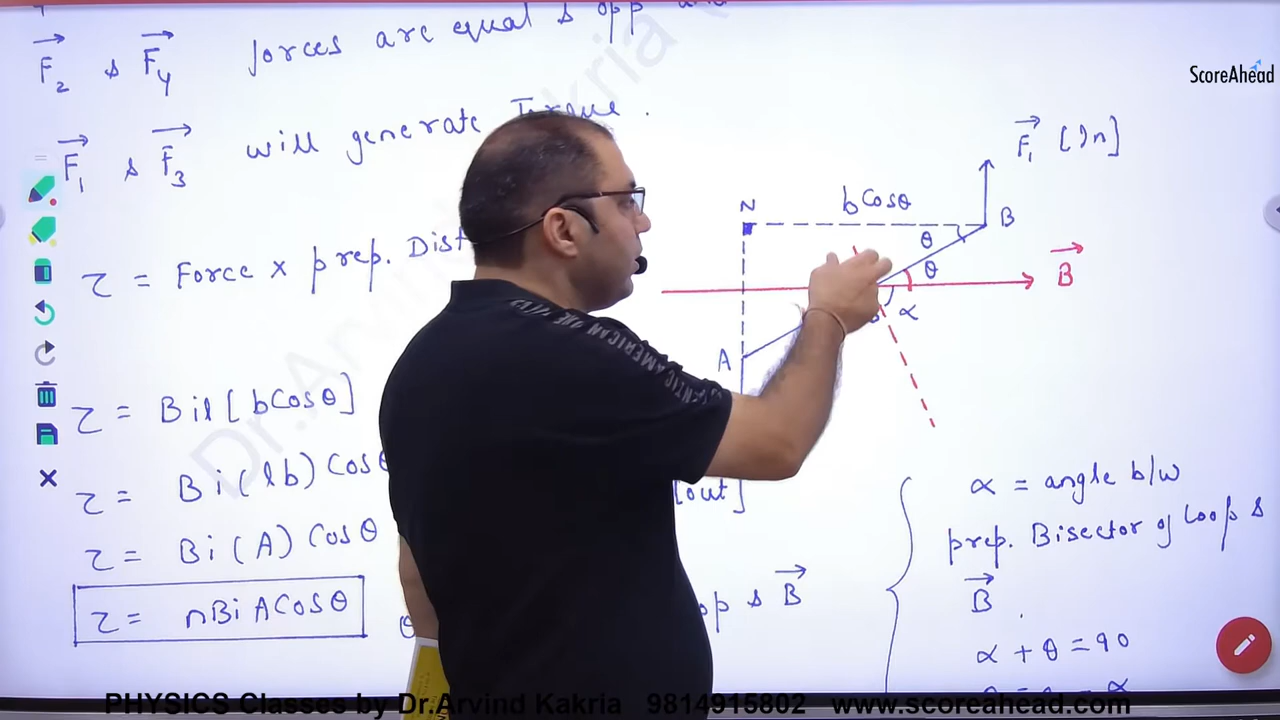 F₂ & F₄ forces are equal & opp
ScoreAhead
F₁ & F₃ will generate Torque.
F₁ [In]
N
bCosθ
B
θ
τ = Force x prep. Dist
θ
B
α
A
τ = Bil[bCosθ]
τ = Bi(lb) Cosθ
[out]
α = angle b/w
prep. Bisector of loop &
B
τ = Bi(A) Cosθ
τ = nBiACosθ
op & B
α + θ = 90
PHYSICS Classes by Dr.Arvind Kakria 9814915802 www.scoreahead.com